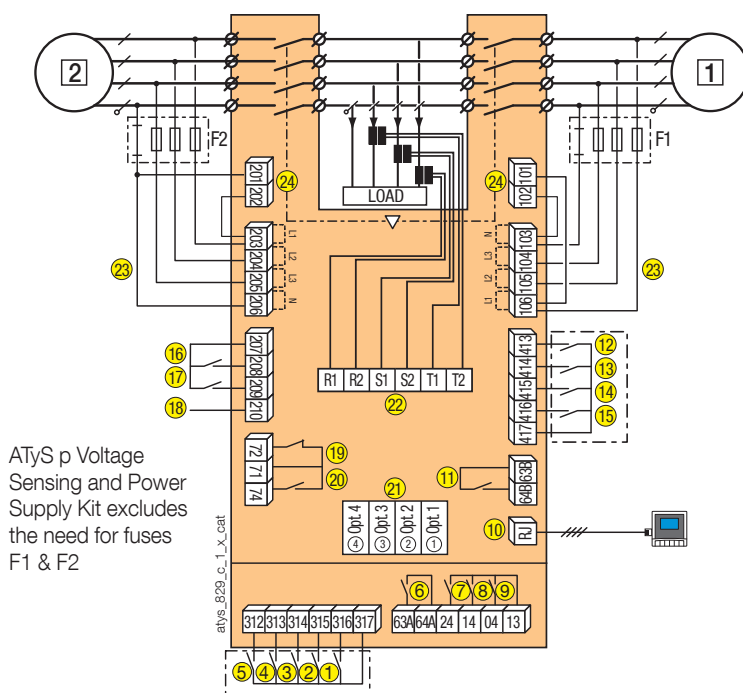 2
1
F2
F1
201
202
24
24
101
102
LOAD
203
204
205
206
L1
L2
L3
N
N
L3
L2
L1
103
104
105
106
23
23
207
208
209
210
16
17
18
R1 R2 S1 S2 T1 T2
22
413
414
415
416
417
12
13
14
15
72
71
74
19
20
11
63B
64B
ATyS p Voltage
Sensing and Power
Supply Kit excludes
the need for fuses
F1 & F2
21
Opt.4 Opt.3 Opt.2 Opt.1
4 3 2 1
10
RJ
atys_829_c_1_x_cat
6 7 8 9
312 313 314 315 316 317
63A 64A 24 14 04 13
5 4 3 2 1